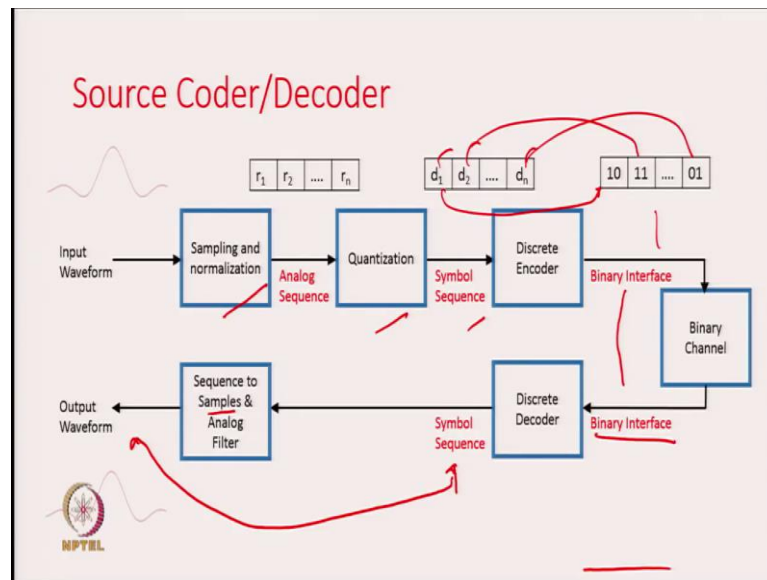 Source Coder/Decoder
r1 r2 .... rn
d1 d2 .... dn
10 11 .... 01
Input
Waveform
Sampling and
normalization
Analog
Sequence
Quantization
Symbol
Sequence
Discrete
Encoder
Binary Interface
Binary
Channel
Output
Waveform
Sequence to
Samples &
Analog
Filter
Symbol
Sequence
Discrete
Decoder
Binary Interface
NPTEL